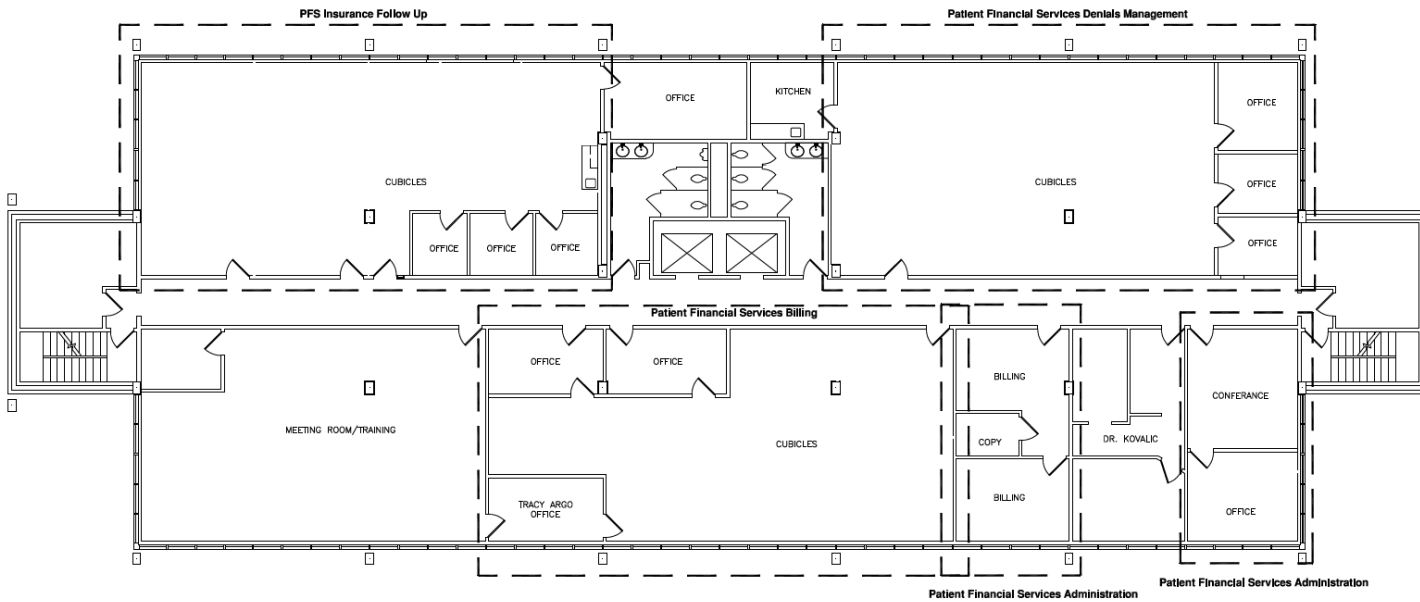 PFS Insurance Follow Up
Patient Financial Services Denials Management
OFFICE
KITCHEN
OFFICE
CUBICLES
CUBICLES
OFFICE
OFFICE
OFFICE
OFFICE
OFFICE
Patient Financial Services Billing
OFFICE
OFFICE
BILLING
CONFERANCE
MEETING ROOM/TRAINING
CUBICLES
COPY
DR. KOVALIC
TRACY ARGO
OFFICE
BILLING
OFFICE
Patient Financial Services Administration
Patient Financial Services Administration